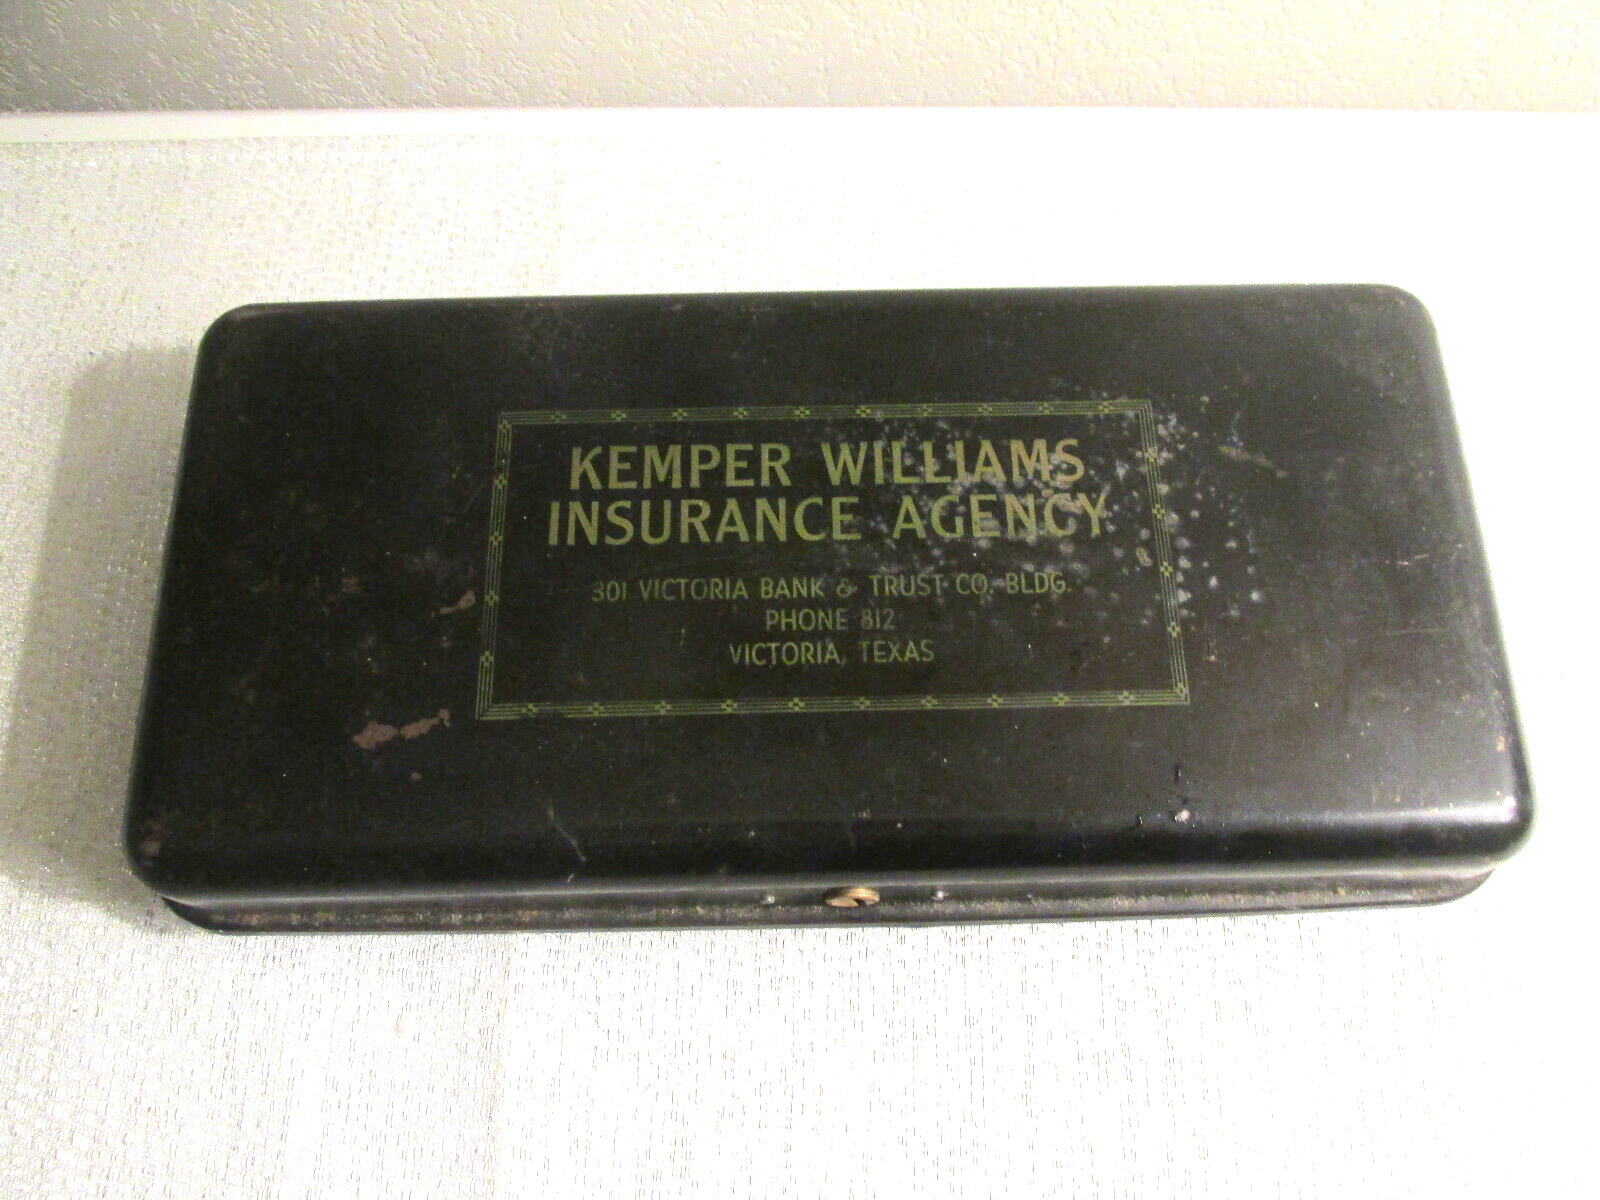 KEMPER WILLIAMS
INSURANCE AGENCY
301 VICTORIA BANK & TRUST CO. BLDG.
PHONE 812
VICTORIA, TEXAS